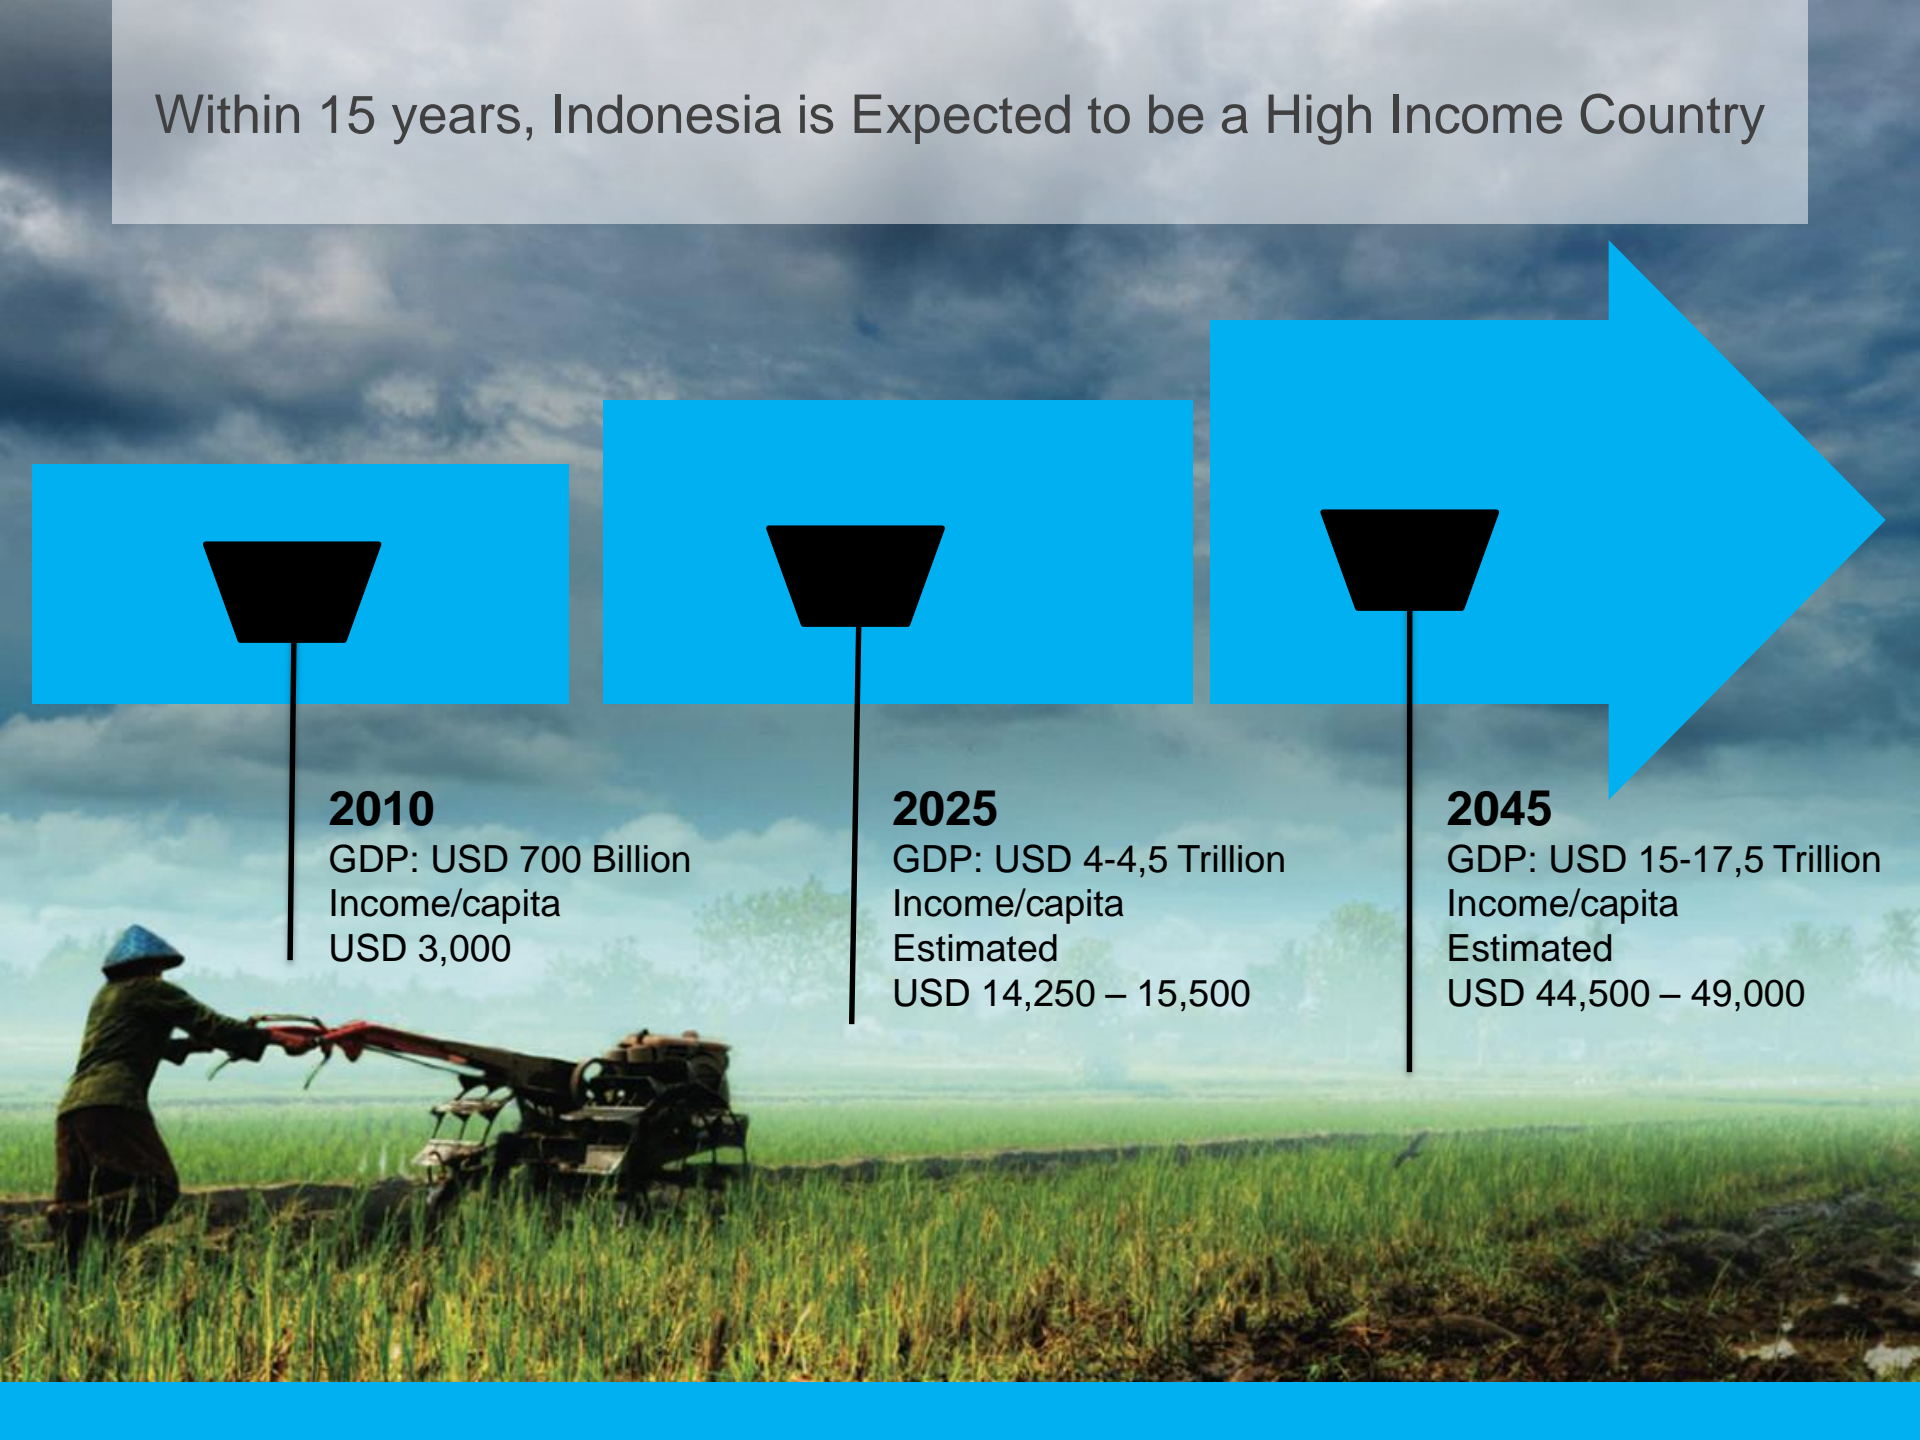 Within 15 years, Indonesia is Expected to be a High Income Country
2010
GDP: USD 700 Billion
Income/capita
USD 3,000
2025
GDP: USD 4-4,5 Trillion
Income/capita
Estimated
USD 14,250 – 15,500
2045
GDP: USD 15-17,5 Trillion
Income/capita
Estimated
USD 44,500 – 49,000